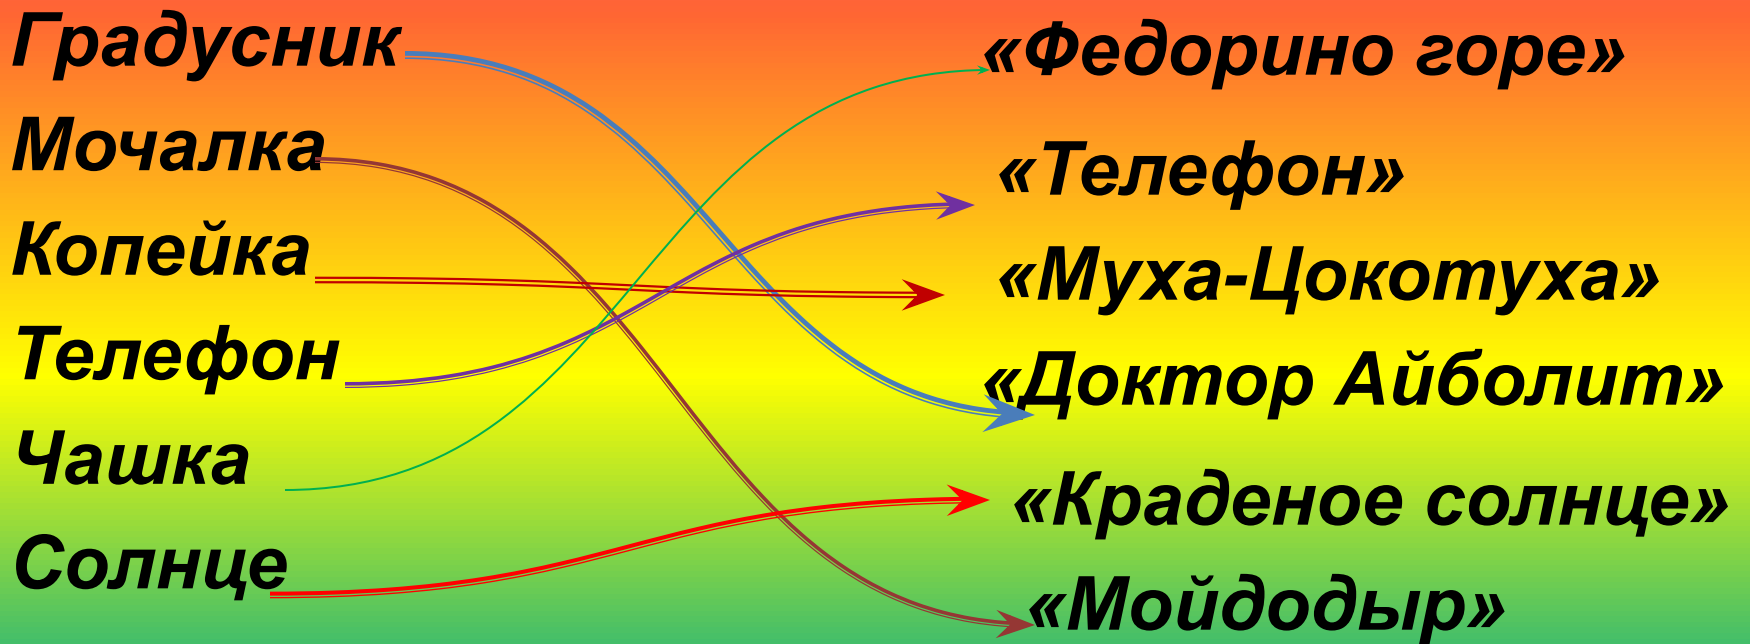 Градусник
Мочалка
Копейка
Телефон
Чашка
Солнце
«Федорино горе»
«Телефон»
«Муха-Цокотуха»
«Доктор Айболит»
«Краденое солнце»
«Мойдодыр»